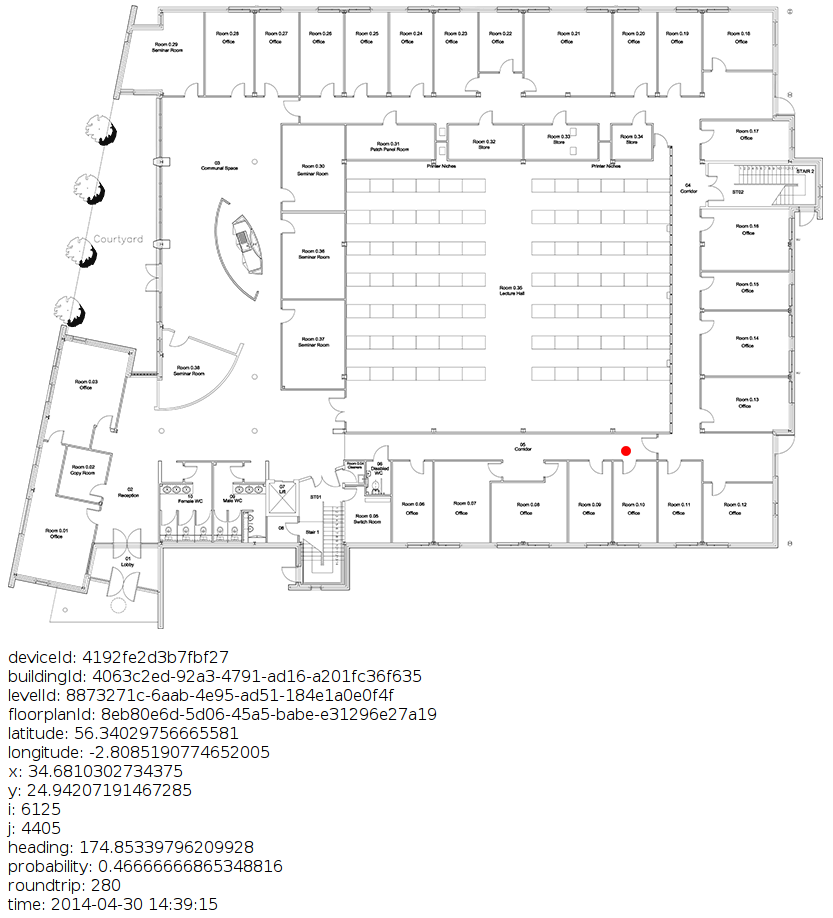 Room 0.29
Seminar Room
Room 0.28
Office
Room 0.27
Office
Room 0.26
Office
Room 0.25
Office
Room 0.24
Office
Room 0.23
Office
Room 0.22
Office
Room 0.21
Office
Room 0.20
Office
Room 0.19
Office
Room 0.18
Office
Room 0.17
Office
Room 0.31
Patch Panel Room
Room 0.32
Store
Room 0.33
Store
Room 0.34
Store
Printer Niches
Printer Niches
03
Communal Space
Room 0.30
Seminar Room
04
Corridor
STAIR 2
ST02
Room 0.16
Office
Courtyard
Room 0.36
Seminar Room
Room 0.35
Lecture Hall
Room 0.15
Office
Room 0.37
Seminar Room
Room 0.14
Office
Room 0.38
Seminar Room
Room 0.03
Office
Room 0.13
Office
05
Corridor
Room 0.02
Copy Room
02
Reception
10
Female WC
09
Male WC
07
Lift
ST01
Room 0.04
Cleaners
06
Disabled
WC
08
Stair 1
Room 0.05
Switch Room
Room 0.06
Office
Room 0.07
Office
Room 0.08
Office
Room 0.09
Office
Room 0.10
Office
Room 0.11
Office
Room 0.12
Office
Room 0.01
Office
01
Lobby
deviceId: 4192fe2d3b7fbf27
buildingId: 4063c2ed-92a3-4791-ad16-a201fc36f635
levelId: 8873271c-6aab-4e95-ad51-184e1a0e0f4f
floorplanId: 8eb80e6d-5d06-45a5-babe-e31296e27a19
latitude: 56.34029756665581
longitude: -2.8085190774652005
x: 34.6810302734375
y: 24.94207191467285
i: 6125
j: 4405
heading: 174.85339796209928
probability: 0.46666666865348816
roundtrip: 280
time: 2014-04-30 14:39:15